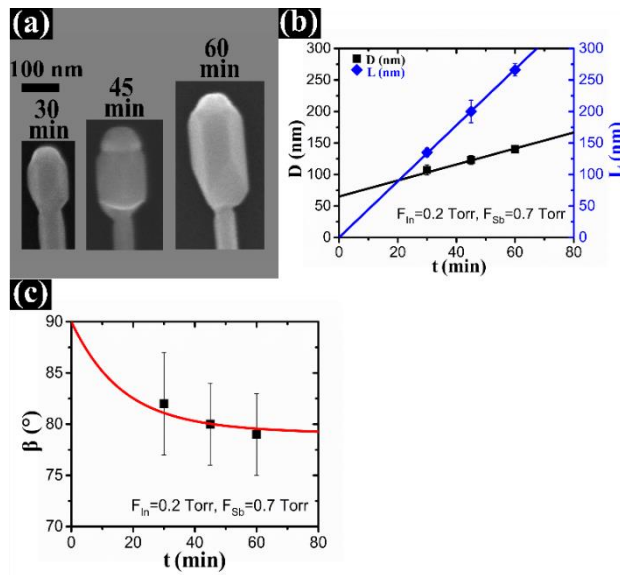 (a)
100 nm
30
min
45
min
60
min
(b)
D (nm)
L (nm)
300
250
200
150
100
50
0
D (nm)
300
250
200
150
100
50
0
L (nm)
F_In=0.2 Torr, F_Sb=0.7 Torr
0 20 40 60 80
t (min)
(c)
90
85
80
75
70
β (°)
F_In=0.2 Torr, F_Sb=0.7 Torr
0 20 40 60 80
t (min)